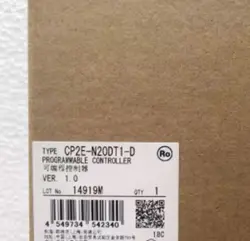 TYPE CP2E-N20DT1-D
PROGRAMMABLE CONTROLLER
可编程控制器
VER. 1.0
Ro
LOT No 14919M QTY 1
4 549734 542340